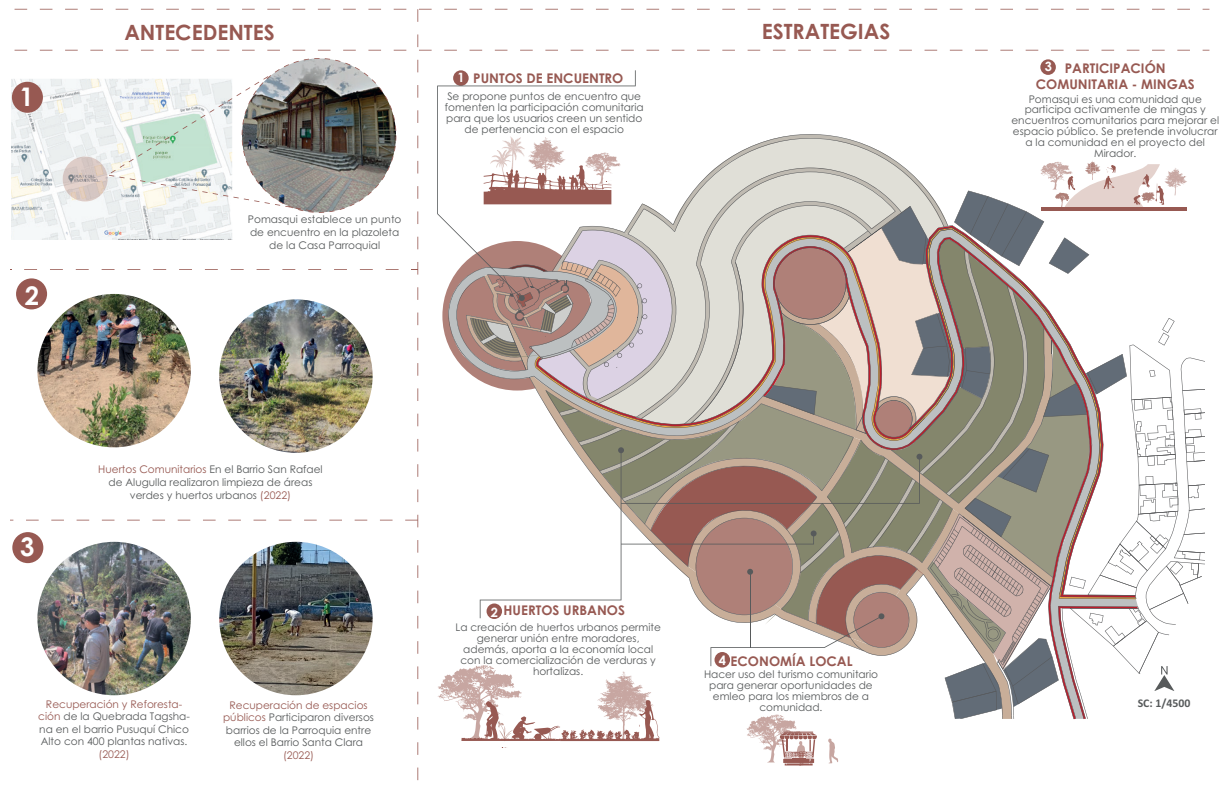 ANTECEDENTES
1
Google
Pomasqui establece un punto
de encuentro en la plazoleta
de la Casa Parroquial
2
Huertos Comunitarios En el Barrio San Rafael
de Alugulla realizaron limpieza de áreas
verdes y huertos urbanos (2022)
3
Recuperación y Reforesta-
ción de la Quebrada Tagsha-
na en el barrio Pusuquí Chico
Alto con 400 plantas nativas.
(2022)
Recuperación de espacios
públicos Participaron diversos
barrios de la Parroquia entre
ellos el Barrio Santa Clara
(2022)
ESTRATEGIAS
1 PUNTOS DE ENCUENTRO
Se propone puntos de encuentro que
fomenten la participación comunitaria
para que los usuarios creen un sentido
de pertenencia con el espacio
3 PARTICIPACIÓN
COMUNITARIA - MINGAS
Pomasqui es una comunidad que
participa activamente de mingas y
encuentros comunitarios para mejorar el
espacio público. Se pretende involucrar
a la comunidad en el proyecto del
Mirador.
2 HUERTOS URBANOS
La creación de huertos urbanos permite
generar unión entre moradores,
además, aporta a la economía local
con la comercialización de verduras y
hortalizas.
4 ECONOMÍA LOCAL
Hacer uso del turismo comunitario
para generar oportunidades de
emleo para los miembros de a
comunidad.
N
SC: 1/4500